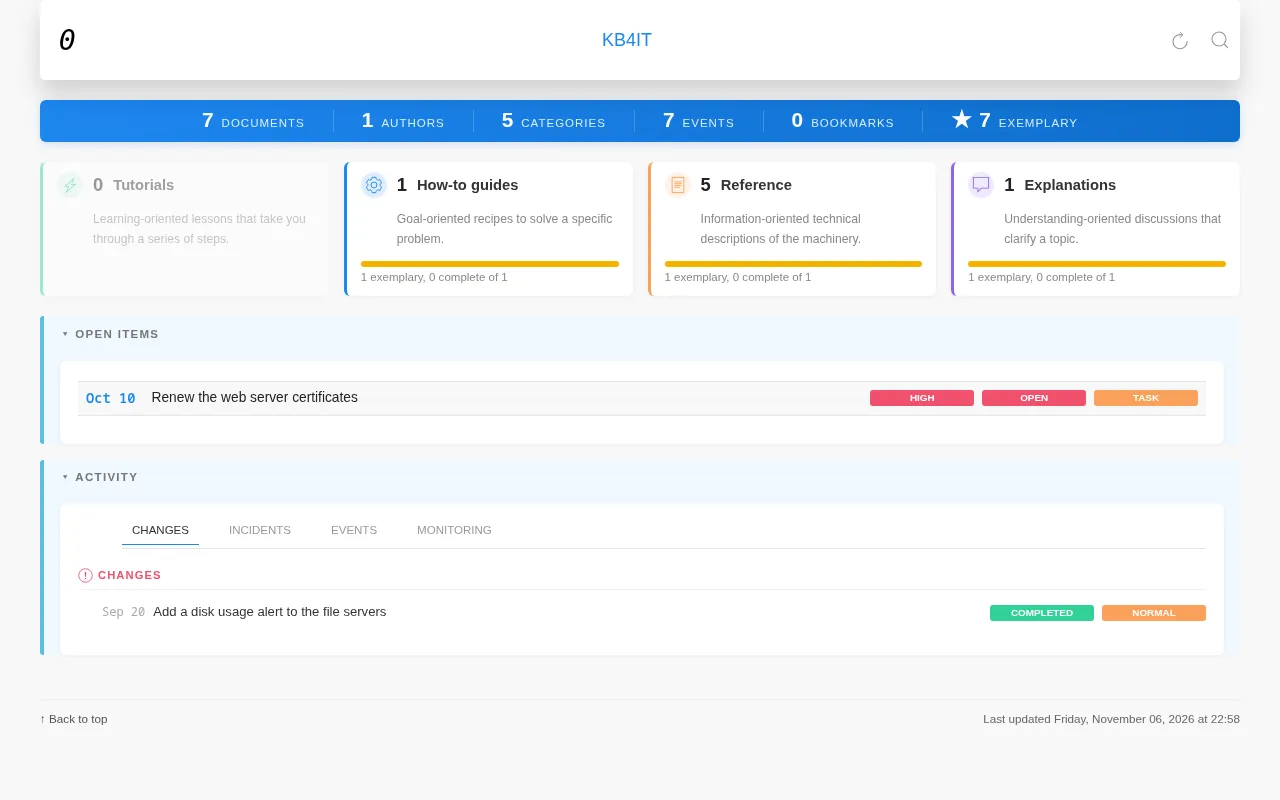 0
KB4IT
7 DOCUMENTS
1 AUTHORS
5 CATEGORIES
7 EVENTS
0 BOOKMARKS
★ 7 EXEMPLARY
0 Tutorials
Learning-oriented lessons that take you
through a series of steps.
1 How-to guides
Goal-oriented recipes to solve a specific
problem.
1 exemplary, 0 complete of 1
5 Reference
Information-oriented technical
descriptions of the machinery.
1 exemplary, 0 complete of 1
1 Explanations
Understanding-oriented discussions that
clarify a topic.
1 exemplary, 0 complete of 1
▾ OPEN ITEMS
Oct 10 Renew the web server certificates HIGH OPEN TASK
▾ ACTIVITY
CHANGES INCIDENTS EVENTS MONITORING
! CHANGES
Sep 20 Add a disk usage alert to the file servers COMPLETED NORMAL
↑ Back to top
Last updated Friday, November 06, 2026 at 22:58